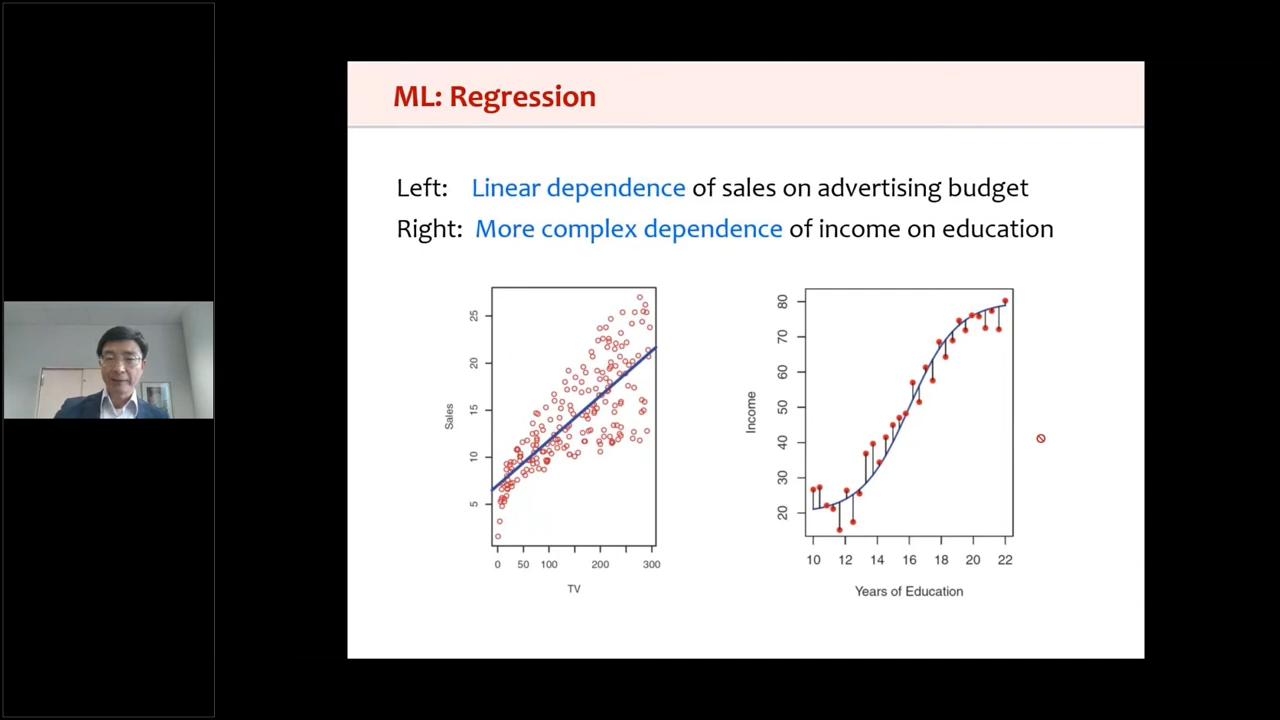 ML: Regression
Left: Linear dependence of sales on advertising budget
Right: More complex dependence of income on education
Sales
25
20
15
10
5
0 50 100 200 300
TV
Income
80
70
60
50
40
30
20
10 12 14 16 18 20 22
Years of Education